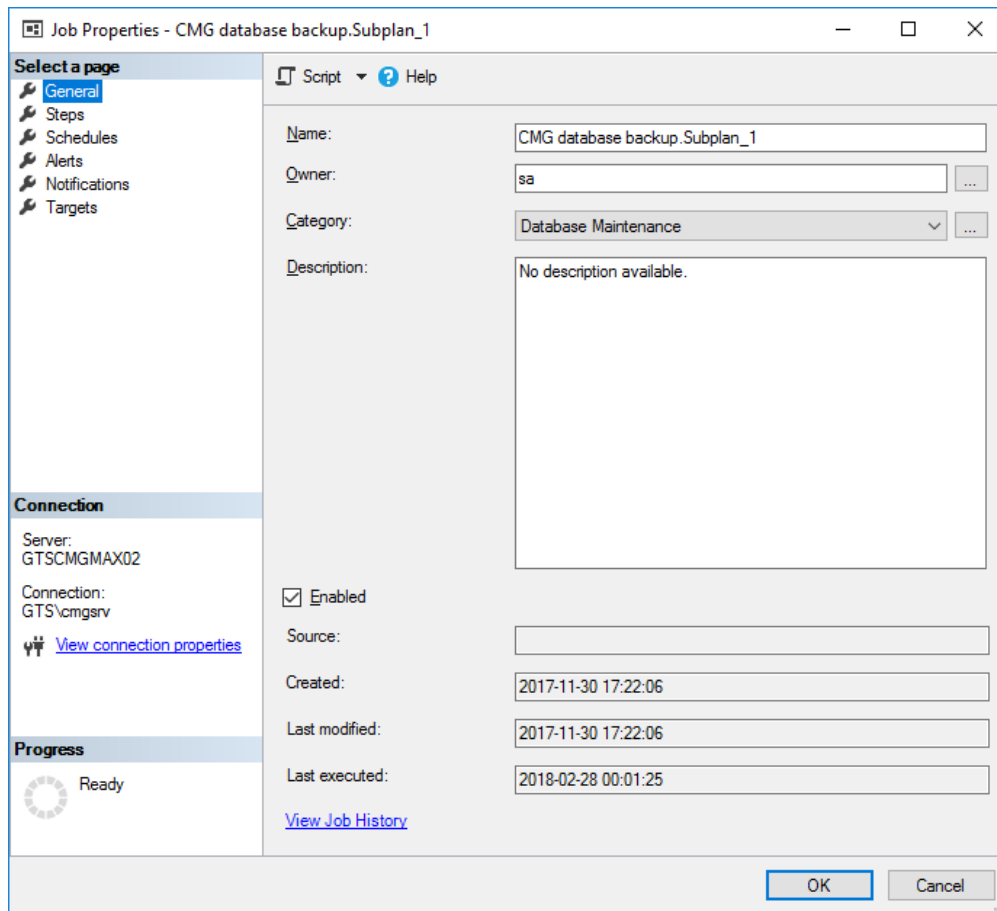 Job Properties - CMG database backup.Subplan_1
Select a page
General
Steps
Schedules
Alerts
Notifications
Targets
Script
Help
Name:
CMG database backup.Subplan_1
Owner:
sa
...
Category:
Database Maintenance
...
Description:
No description available.
Connection
Server:
GTSCMGMAX02
Connection:
GTS\cmgsrv
View connection properties
Progress
Ready
Enabled
Source:
Created:
2017-11-30 17:22:06
Last modified:
2017-11-30 17:22:06
Last executed:
2018-02-28 00:01:25
View Job History
OK
Cancel